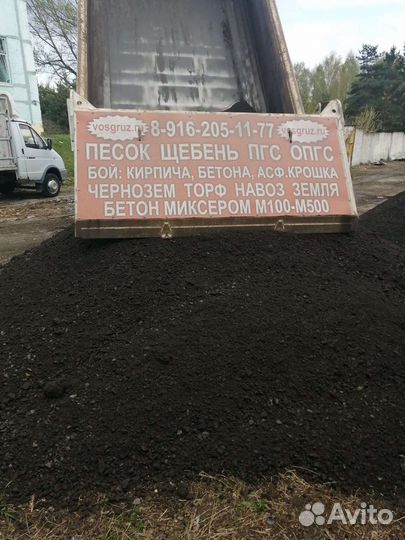 vosgruz.ru 8-916-205-11-77 vosgruz.ru
ПЕСОК ЩЕБЕНЬ ПГС ОПГС
БОЙ: КИРПИЧА, БЕТОНА, АСФ.КРОШКА
ЧЕРНОЗЕМ ТОРФ НАВОЗ ЗЕМЛЯ
БЕТОН МИКСЕРОМ М100-М500
Avito